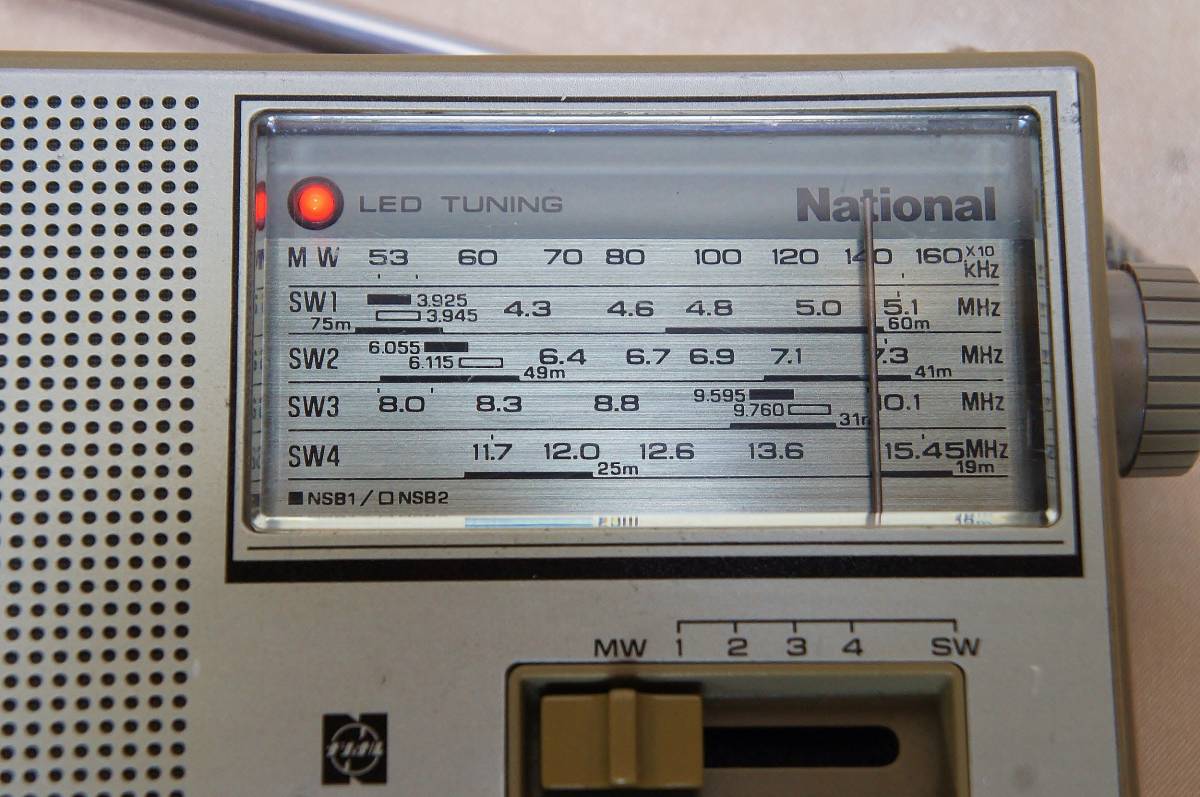 LED TUNING National
MW 53 60 70 80 100 120 140 160 X10 kHz
SW1 3.925 4.3 4.6 4.8 5.0 5.1 MHz
3.945
75m 60m
SW2 6.055 6.4 6.7 6.9 7.1 7.3 MHz
6.115
49m 41m
SW3 8.0 8.3 8.8 9.595 10.1 MHz
9.760
31m
SW4 11.7 12.0 12.6 13.6 15.45MHz
25m 19m
■NSB1/□NSB2
MW 1 2 3 4 SW